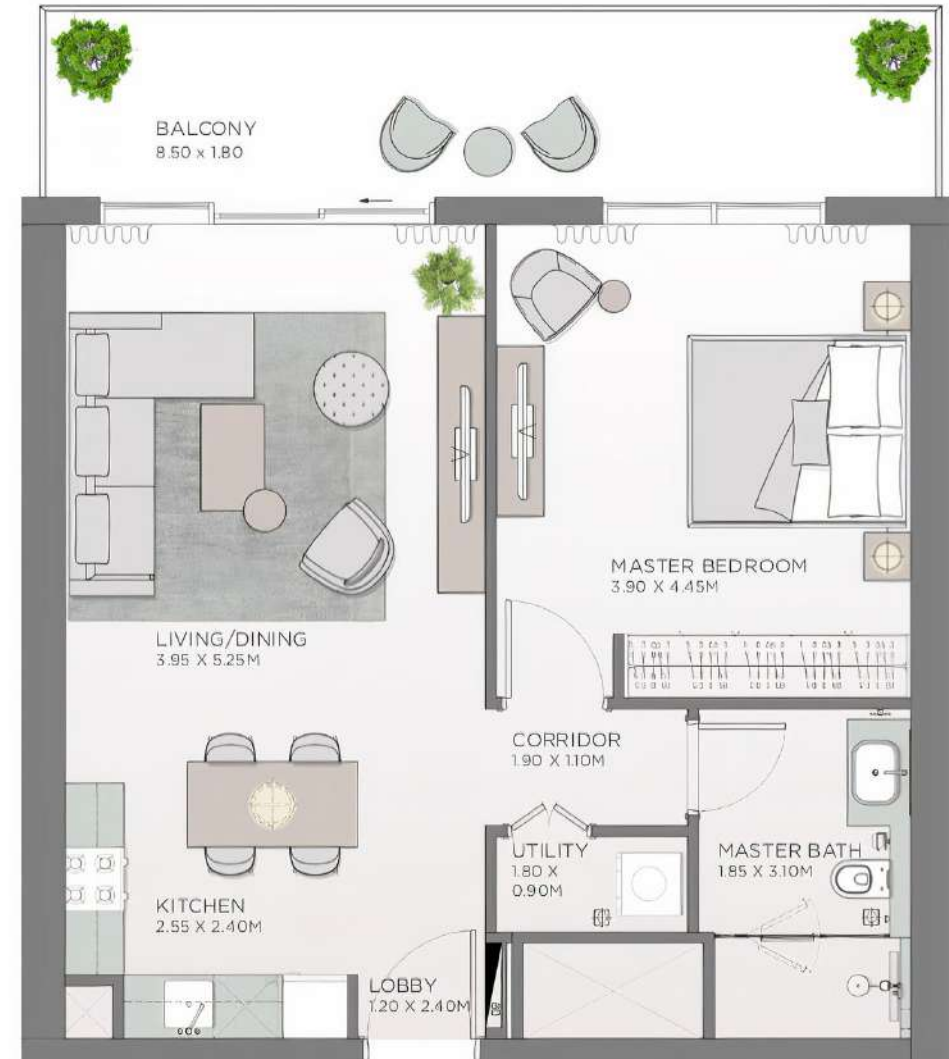 BALCONY
8.50 x 1.80
MASTER BEDROOM
3.90 X 4.45M
LIVING/DINING
3.95 X 5.25M
CORRIDOR
1.90 X 1.10M
UTILITY
1.80 X
0.90M
MASTER BATH
1.85 X 3.10M
KITCHEN
2.55 X 2.40M
LOBBY
1.20 X 2.40M